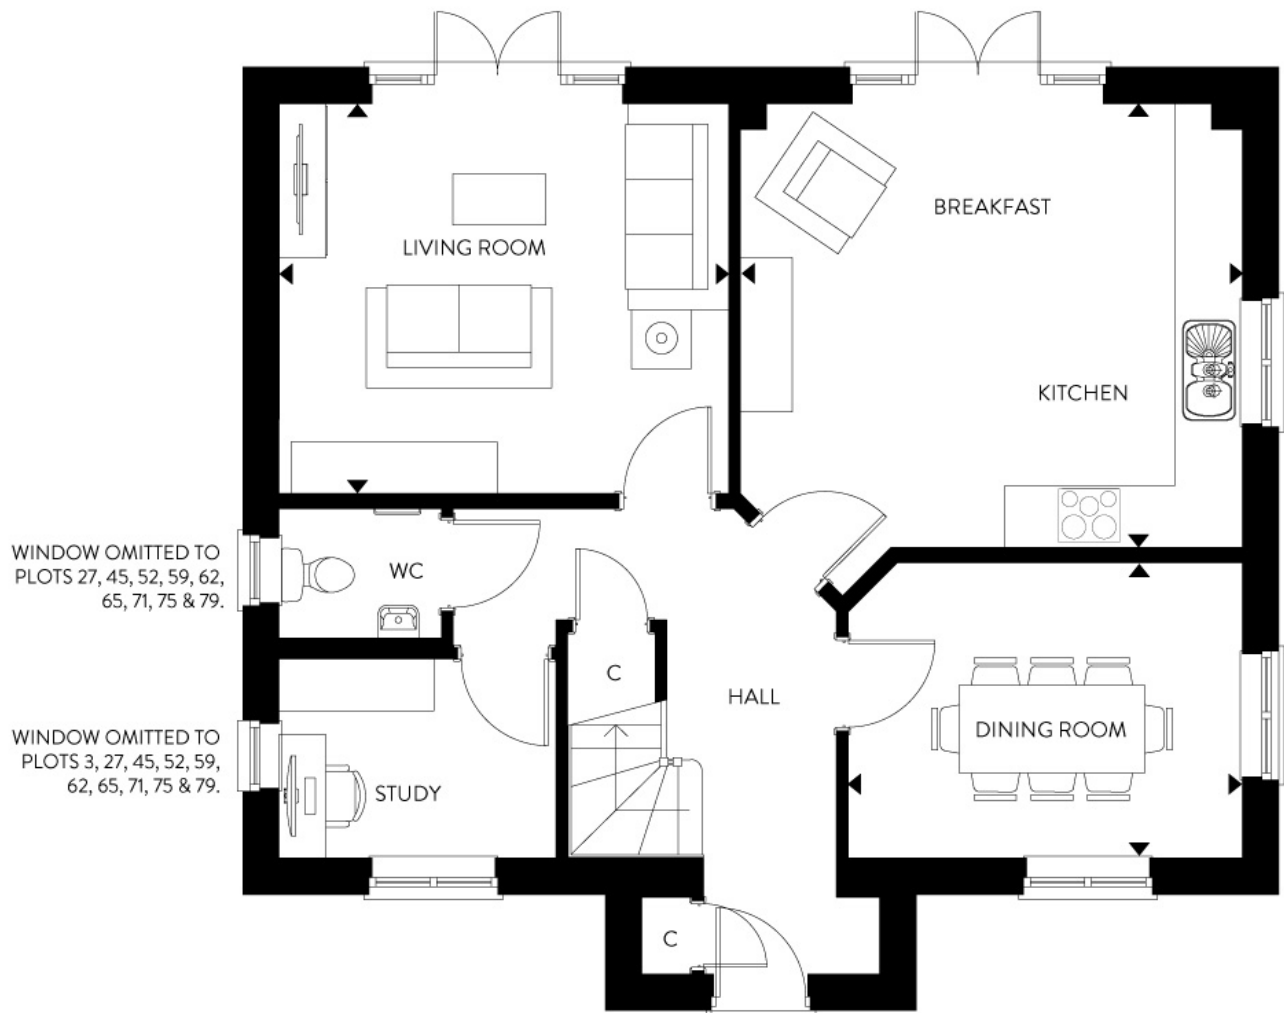 BREAKFAST
LIVING ROOM
KITCHEN
WINDOW OMITTED TO
PLOTS 27, 45, 52, 59, 62,
65, 71, 75 & 79.
WC
C
HALL
DINING ROOM
WINDOW OMITTED TO
PLOTS 3, 27, 45, 52, 59,
62, 65, 71, 75 & 79.
STUDY
C